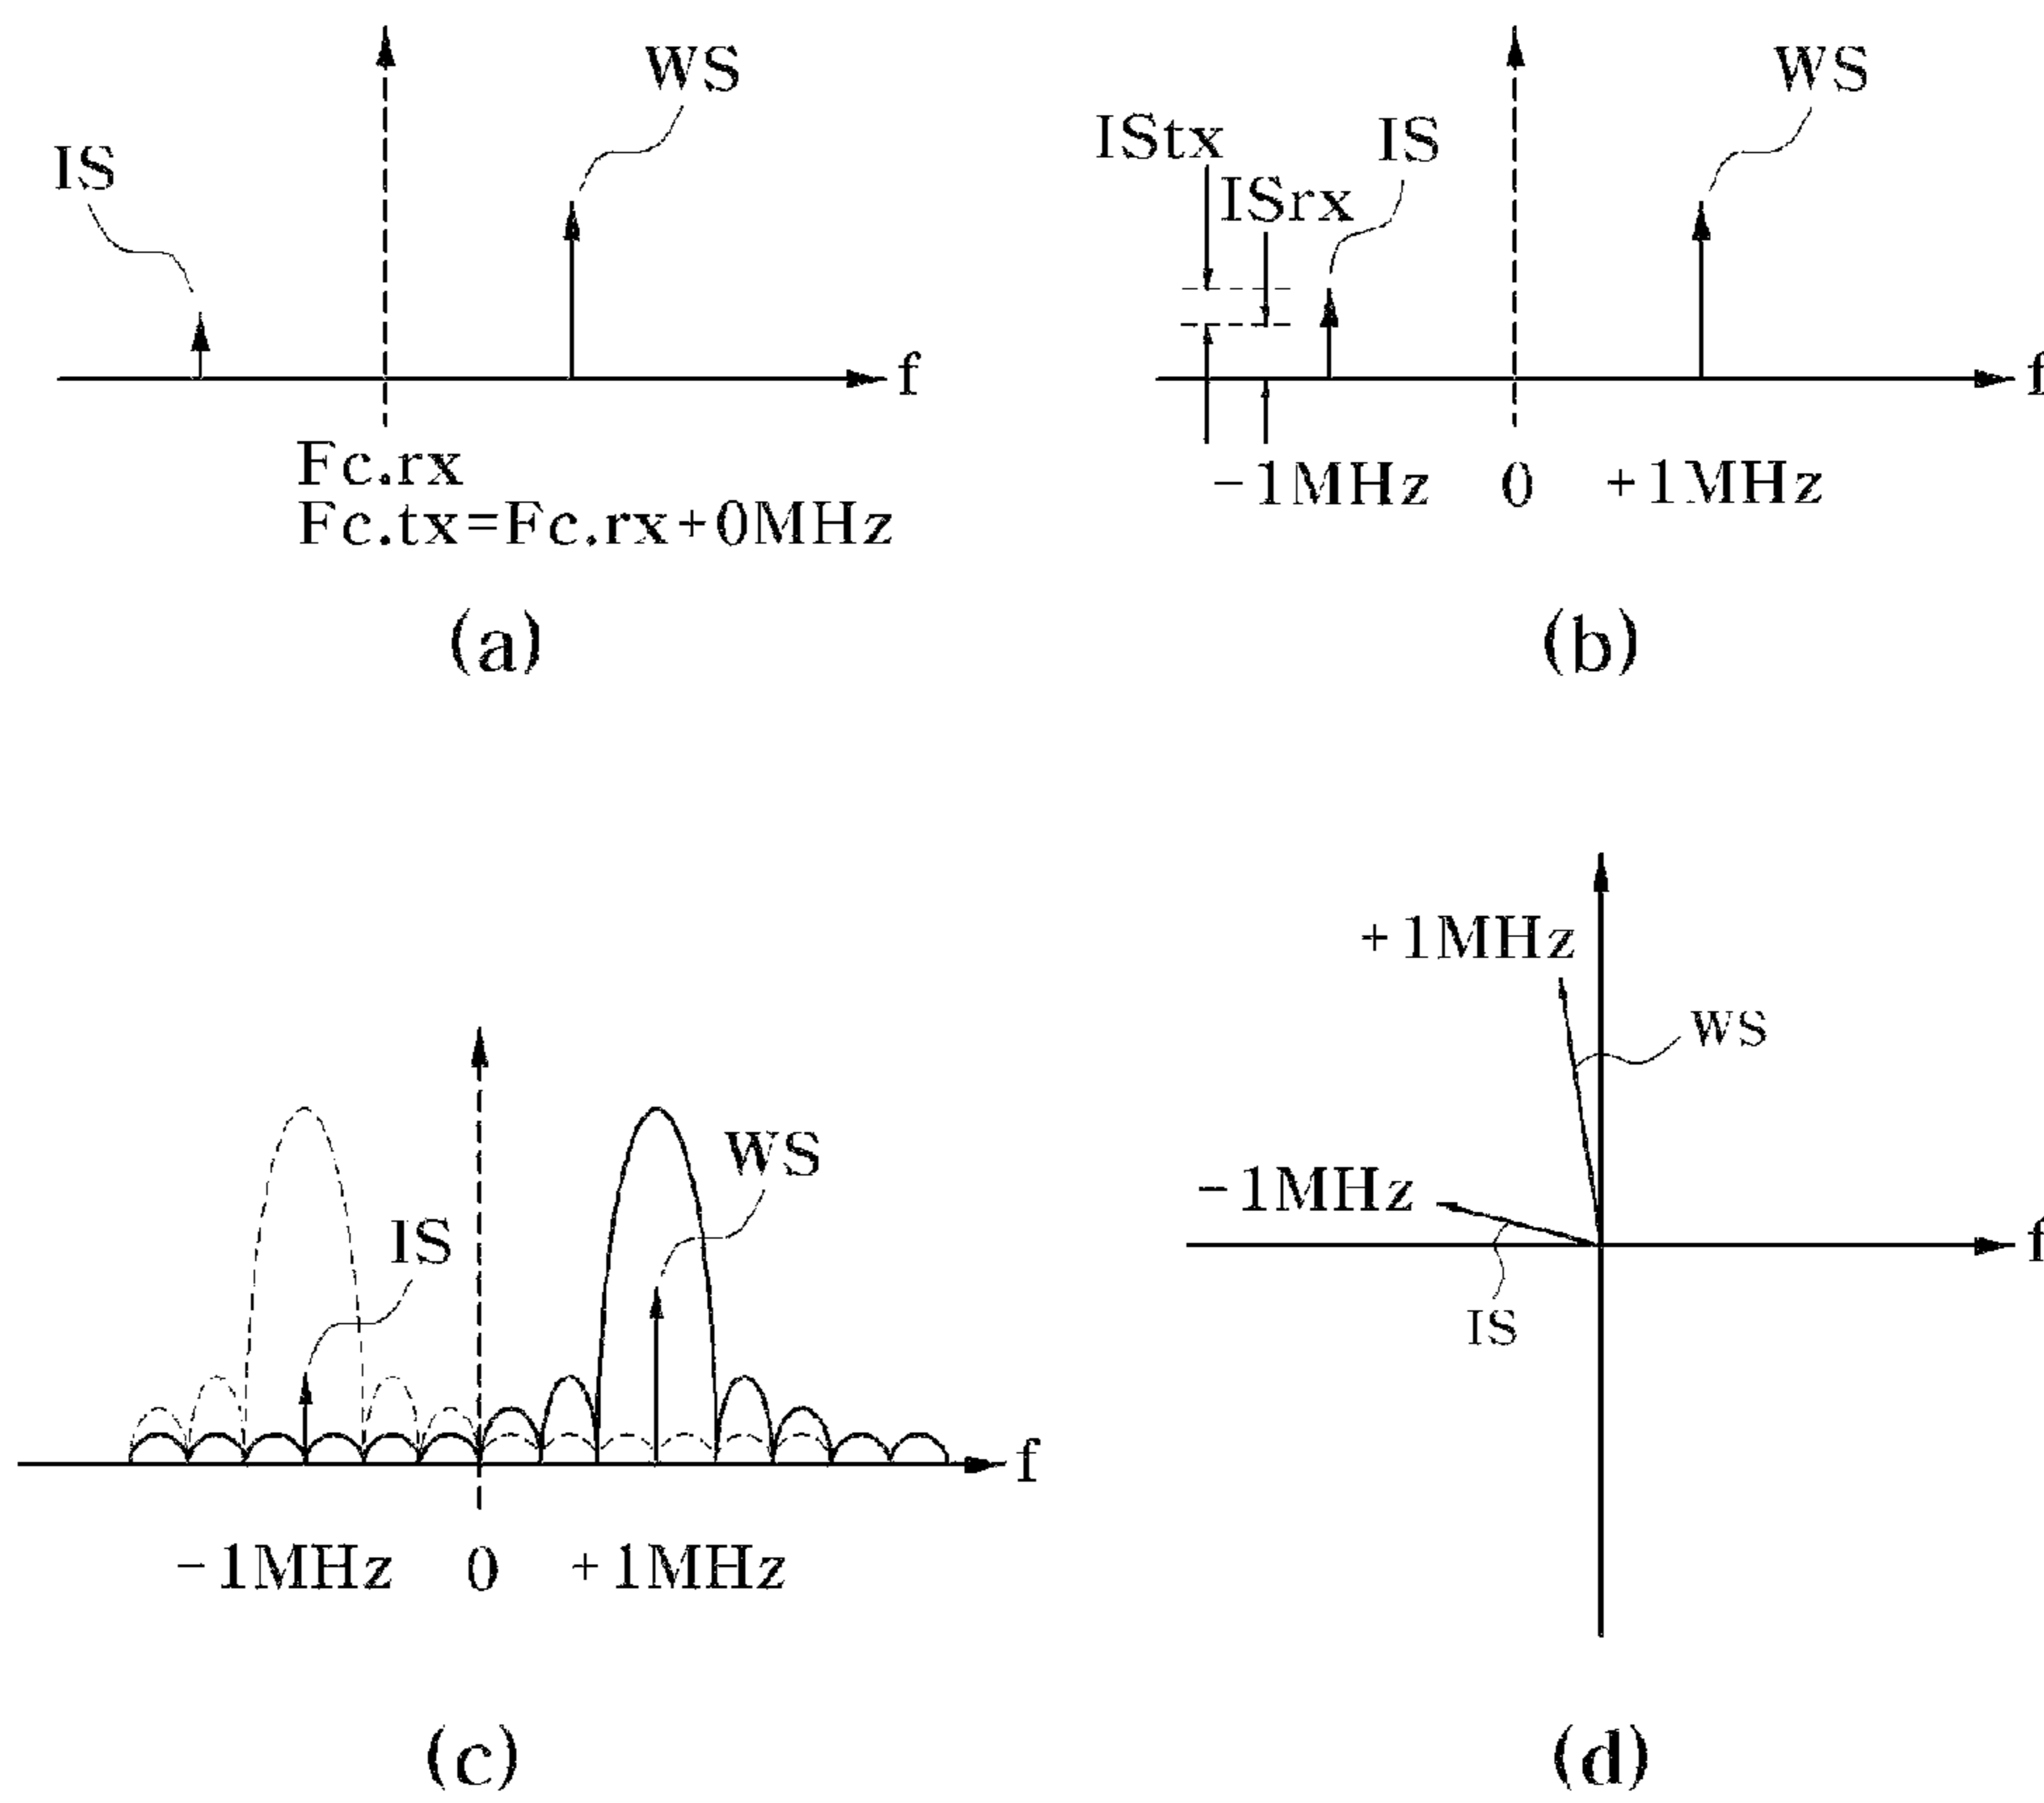 WS
IS
f
Fc.rx
Fc.tx=Fc.rx+0MHz
(a)
WS
IStx
IS
ISrx
f
-1MHz 0 +1MHz
(b)
WS
IS
f
-1MHz 0 +1MHz
(c)
+1MHz
WS
-1MHz
f
IS
(d)